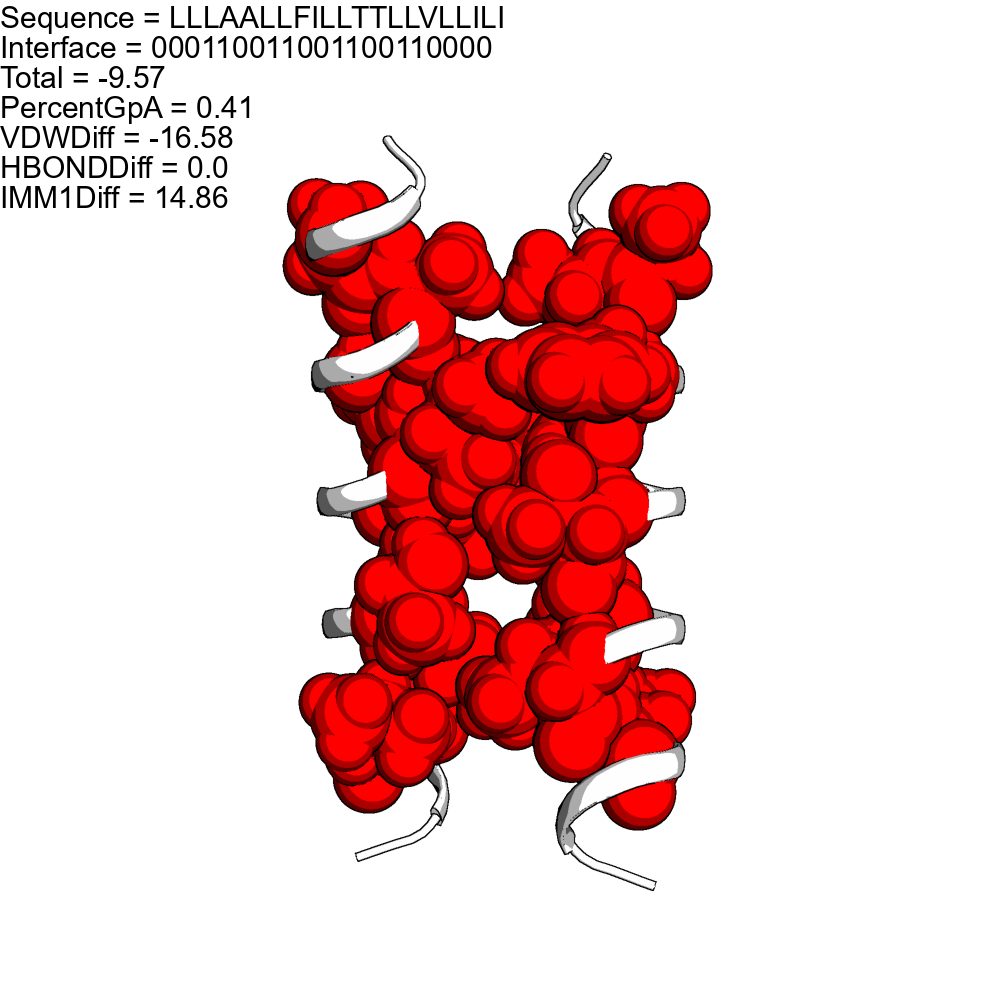 Sequence = LLLAALLFILLTTLLVLLILI
Interface = 000110011001100110000
Total = -9.57
PercentGpA = 0.41
VDWDiff = -16.58
HBONDDiff = 0.0
IMM1Diff = 14.86